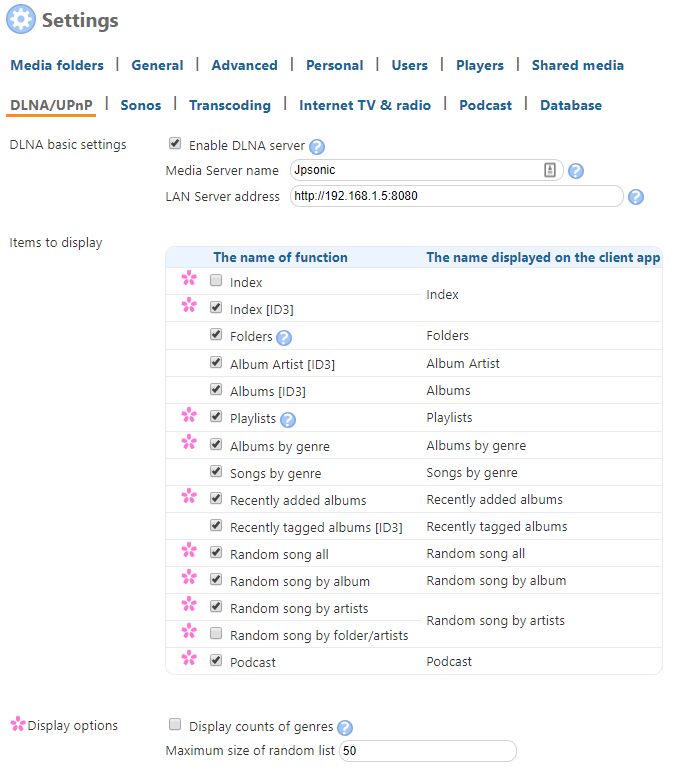 Settings
Media folders | General | Advanced | Personal | Users | Players | Shared media
DLNA/UPnP | Sonos | Transcoding | Internet TV & radio | Podcast | Database
DLNA basic settings Enable DLNA server ?
Media Server name Jpsonic ?
LAN Server address http://192.168.1.5:8080 ?
Items to display
The name of function The name displayed on the client app
Index
Index
Index [ID3]
Folders ? Folders
Album Artist [ID3] Album Artist
Albums [ID3] Albums
Playlists ? Playlists
Albums by genre Albums by genre
Songs by genre Songs by genre
Recently added albums Recently added albums
Recently tagged albums [ID3] Recently tagged albums
Random song all Random song all
Random song by album Random song by album
Random song by artists
Random song by artists
Random song by folder/artists
Podcast Podcast
Display options Display counts of genres ?
Maximum size of random list 50